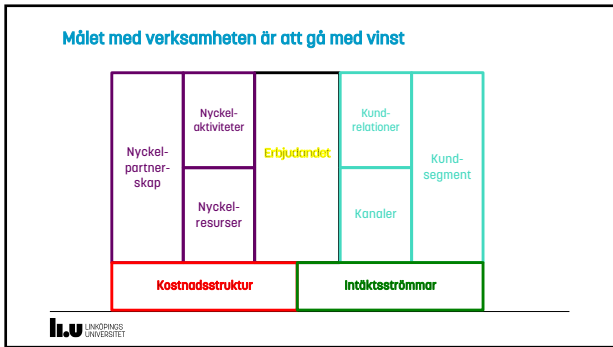 Målet med verksamheten är att gå med vinst
Nyckel-
partner-
skap
Nyckel-
aktiviteter
Nyckel-
resurser
Erbjudandet
Kund-
relationer
Kanaler
Kund-
segment
Kostnadsstruktur
Intäktsströmmar
LINKÖPINGS
UNIVERSITET